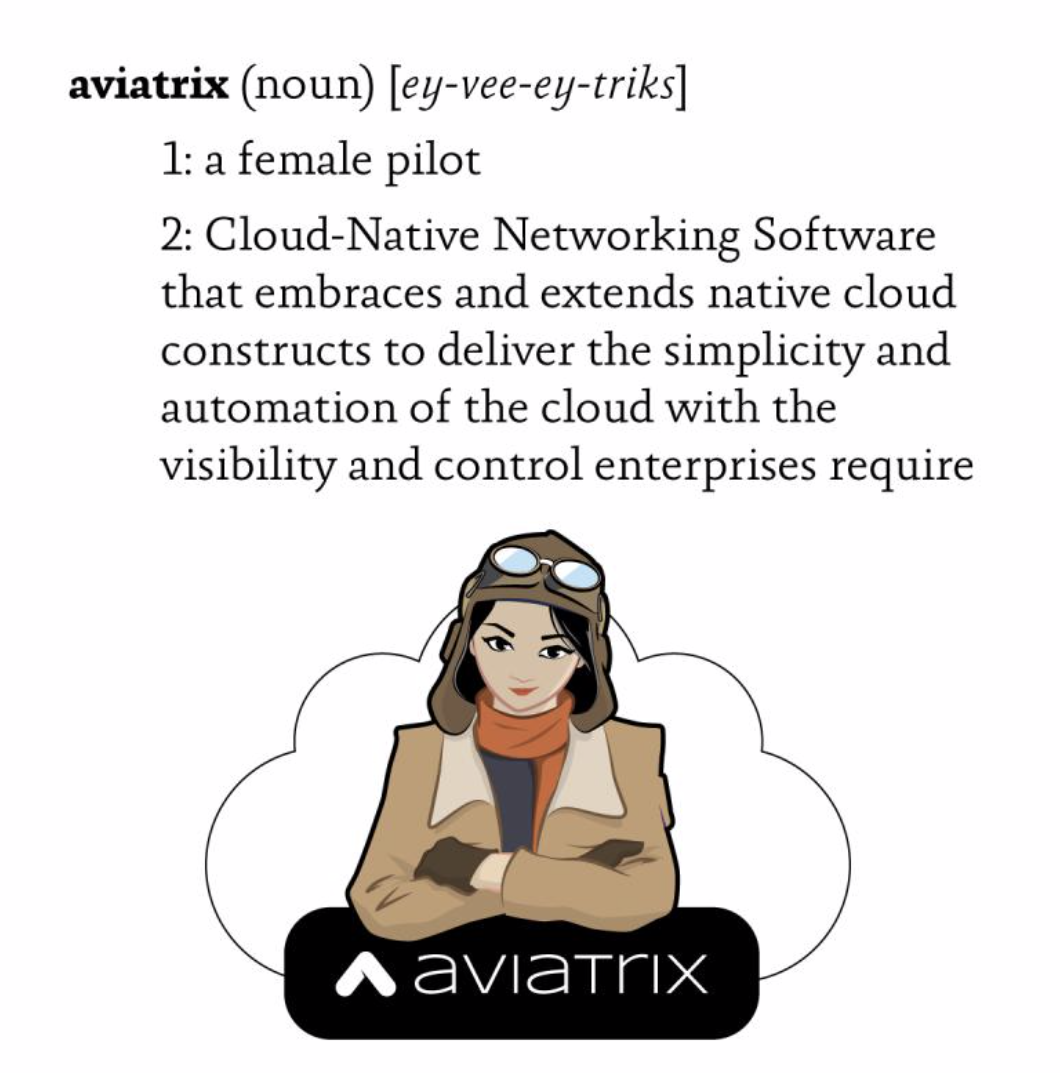 aviatrix (noun) [ey-vee-ey-triks]
1: a female pilot
2: Cloud-Native Networking Software
that embraces and extends native cloud
constructs to deliver the simplicity and
automation of the cloud with the
visibility and control enterprises require
aviatrix